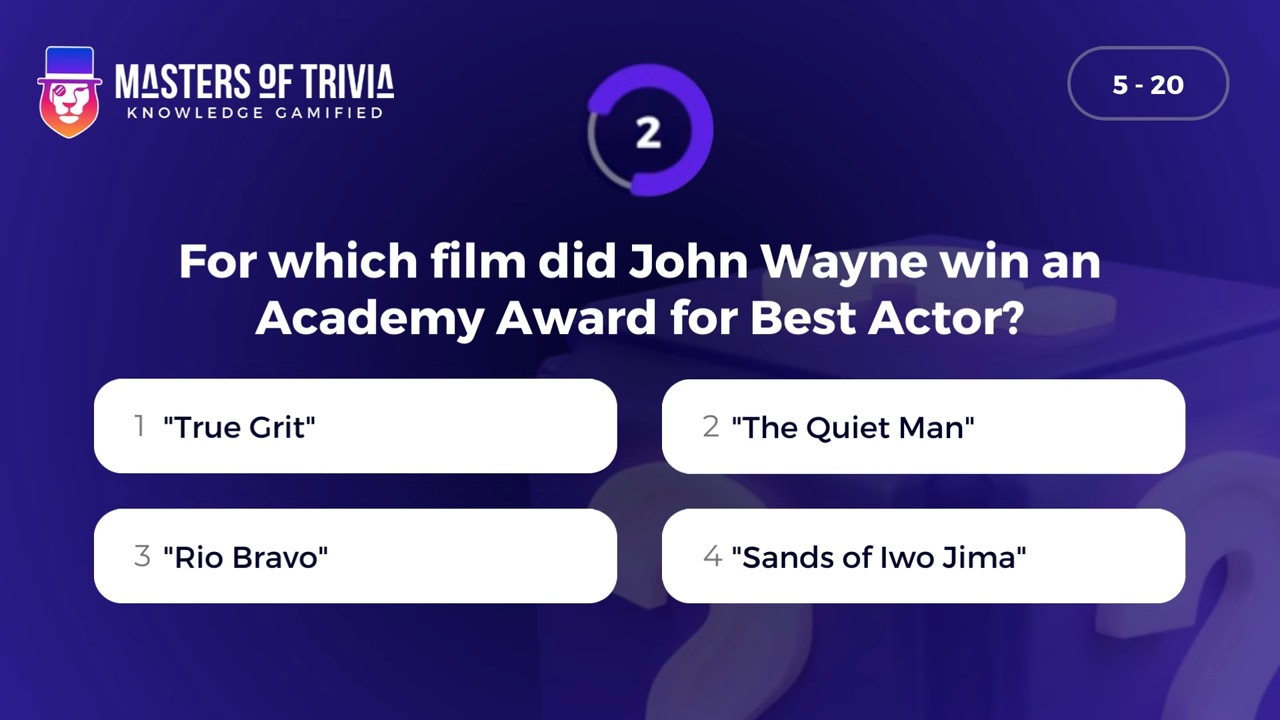 MASTERS OF TRIVIA
KNOWLEDGE GAMIFIED
2
5 - 20
For which film did John Wayne win an
Academy Award for Best Actor?
1 "True Grit"
2 "The Quiet Man"
3 "Rio Bravo"
4 "Sands of Iwo Jima"